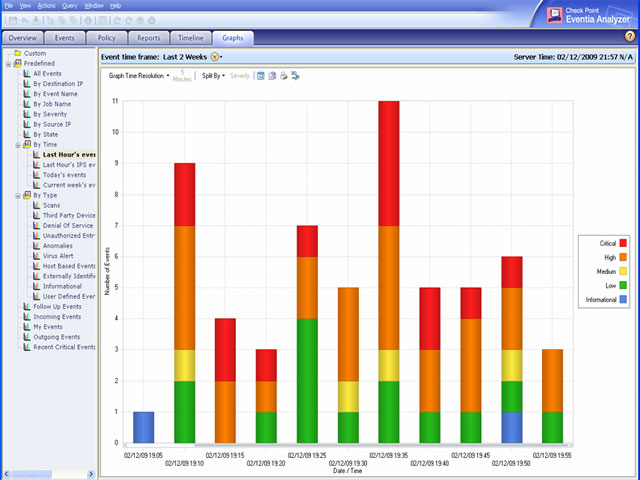 File View Actions Query Window Help
Check Point
Eventia Analyzer
Overview Events Policy Reports Timeline Graphs
Custom
Predefined
All Events
By Destination IP
By Event Name
By Job Name
By Severity
By Source IP
By State
By Time
Last Hour's ever
Last Hour's IPS ev
Today's events
Current week's ev
By Type
Scans
Third Party Device
Denial Of Service
Unauthorized Entr
Anomalies
Virus Alert
Host Based Events
Externally Identifie
Informational
User Defined Ever
Follow Up Events
Incoming Events
My Events
Outgoing Events
Recent Critical Events
Event time frame: Last 2 Weeks
Server Time: 02/12/2009 21:57 N/A
Graph Time Resolution 5 Minutes Split By Severity
Number of Events
11
10
9
8
7
6
5
4
3
2
1
0
02/12/09 19:05 02/12/09 19:15 02/12/09 19:25 02/12/09 19:35 02/12/09 19:45 02/12/09 19:55
02/12/09 19:10 02/12/09 19:20 02/12/09 19:30 02/12/09 19:40 02/12/09 19:50
Date / Time
Critical
High
Medium
Low
Informational